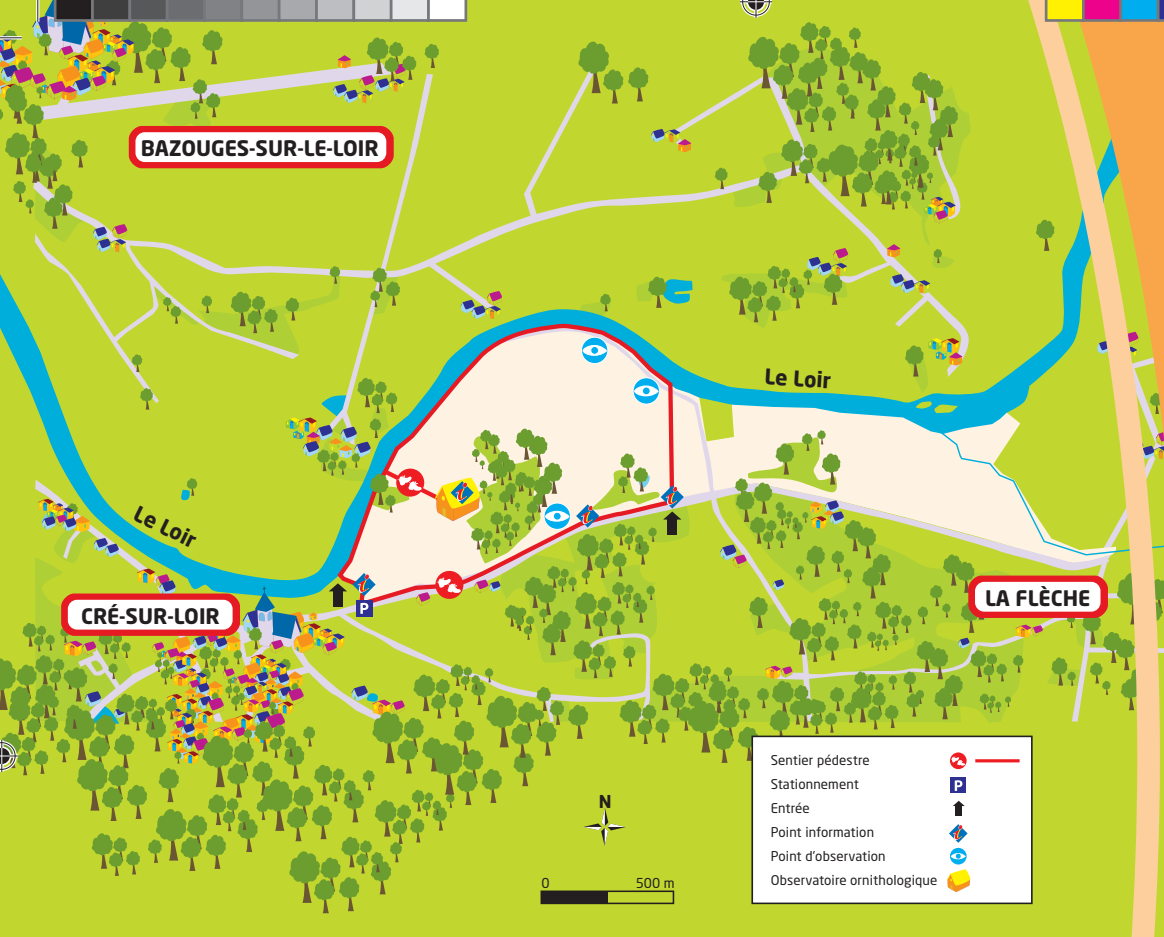 BAZOUGES-SUR-LE-LOIR
Le Loir
Le Loir
CRÉ-SUR-LOIR
P
LA FLÈCHE
Sentier pédestre
Stationnement
P
Entrée
Point information
Point d'observation
Observatoire ornithologique
N
0 500 m